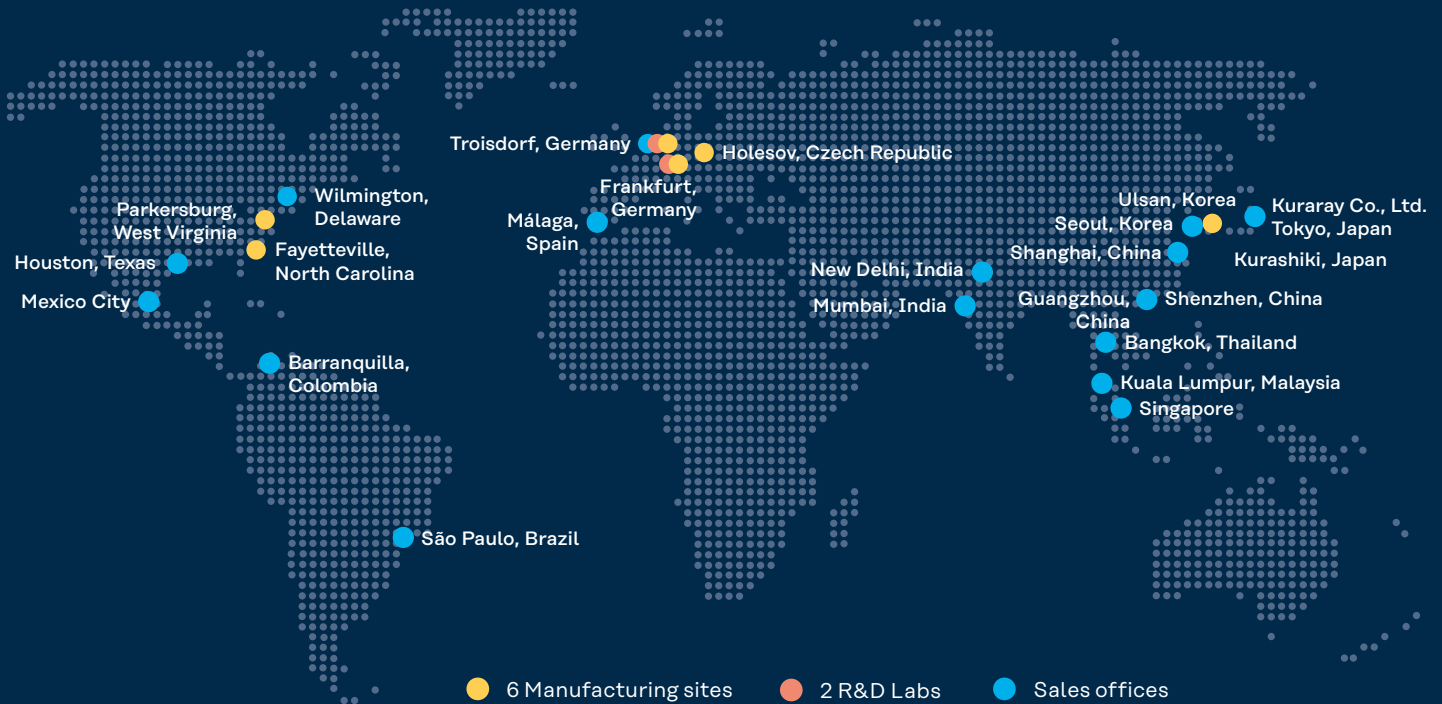 Troisdorf, Germany
Holesov, Czech Republic
Frankfurt,
Germany
Málaga,
Spain
Wilmington,
Delaware
Parkersburg,
West Virginia
Fayetteville,
North Carolina
Houston, Texas
Mexico City
Barranquilla,
Colombia
São Paulo, Brazil
Ulsan, Korea
Seoul, Korea
Kuraray Co., Ltd.
Tokyo, Japan
Kurashiki, Japan
Shanghai, China
New Delhi, India
Mumbai, India
Guangzhou,
China
Shenzhen, China
Bangkok, Thailand
Kuala Lumpur, Malaysia
Singapore
6 Manufacturing sites
2 R&D Labs
Sales offices